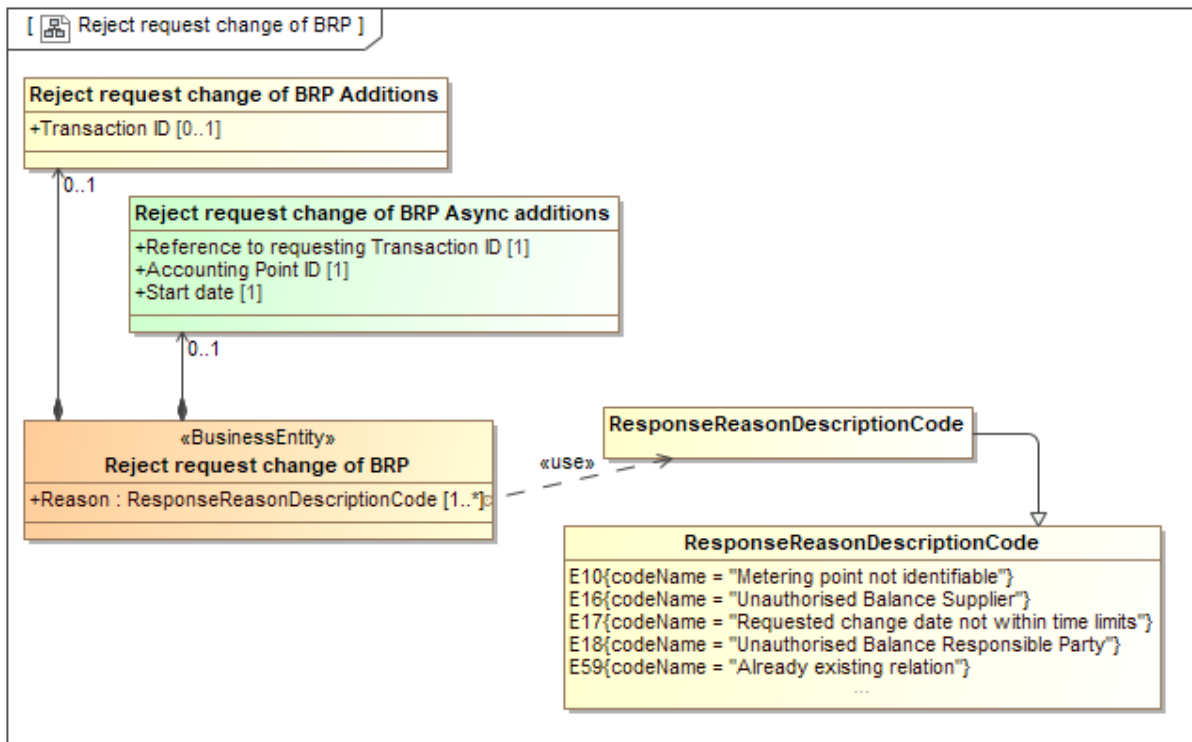 [ Reject request change of BRP ]
Reject request change of BRP Additions
+Transaction ID [0..1]
0..1
Reject request change of BRP Async additions
+Reference to requesting Transaction ID [1]
+Accounting Point ID [1]
+Start date [1]
0..1
«BusinessEntity»
Reject request change of BRP
+Reason : ResponseReasonDescriptionCode [1..*]
«use»
ResponseReasonDescriptionCode
ResponseReasonDescriptionCode
E10{codeName = "Metering point not identifiable"}
E16{codeName = "Unauthorised Balance Supplier"}
E17{codeName = "Requested change date not within time limits"}
E18{codeName = "Unauthorised Balance Responsible Party"}
E59{codeName = "Already existing relation"}
...